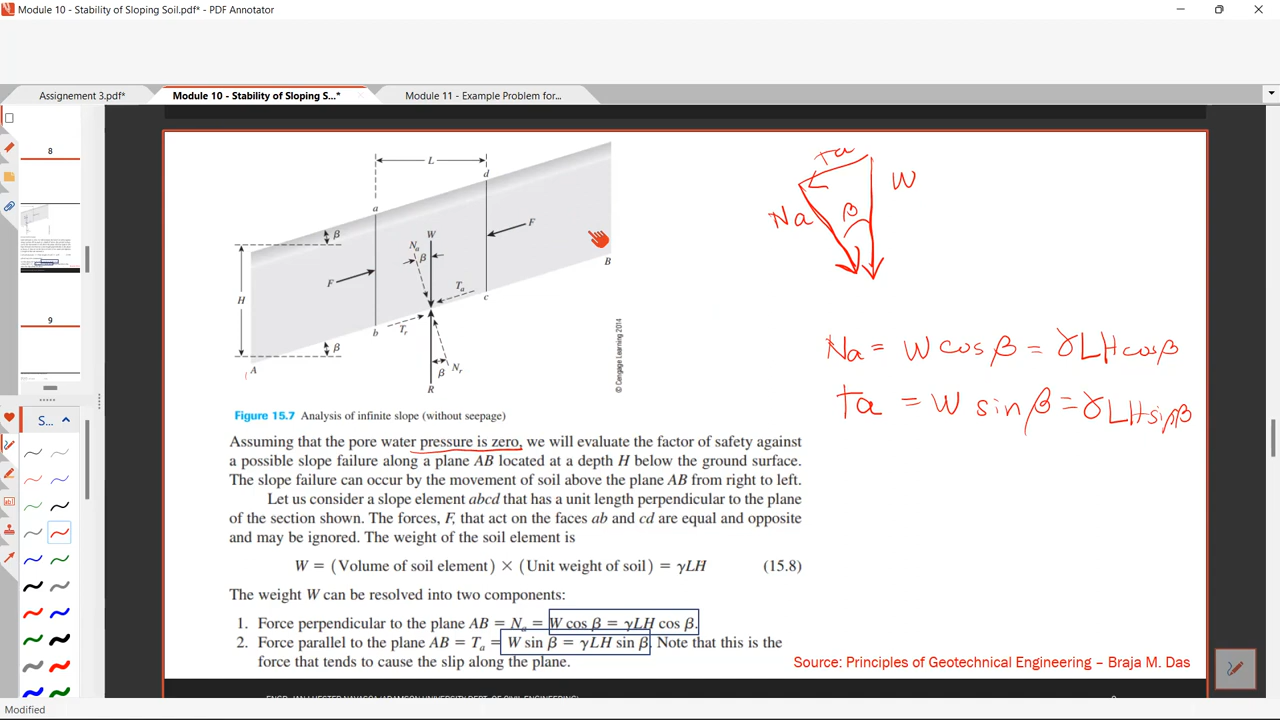 Module 10 - Stability of Sloping Soil.pdf* - PDF Annotator
Assignement 3.pdf*
Module 10 - Stability of Sloping S...*
Module 11 - Example Problem for...
8
9
S...
L
d
a
β
W
F
Na
β
H
F
Ta
B
c
b
Tr
β
A
β
Nr
R
© Cengage Learning 2014
Ta
W
Na
β
Na = W cos β = γLH cos β
Ta = W sin β = γLH sin β
Figure 15.7 Analysis of infinite slope (without seepage)
Assuming that the pore water pressure is zero, we will evaluate the factor of safety against
a possible slope failure along a plane AB located at a depth H below the ground surface.
The slope failure can occur by the movement of soil above the plane AB from right to left.
Let us consider a slope element abcd that has a unit length perpendicular to the plane
of the section shown. The forces, F, that act on the faces ab and cd are equal and opposite
and may be ignored. The weight of the soil element is
W = (Volume of soil element) × (Unit weight of soil) = γLH (15.8)
The weight W can be resolved into two components:
1. Force perpendicular to the plane AB = Na = W cos β = γLH cos β.
2. Force parallel to the plane AB = Ta = W sin β = γLH sin β. Note that this is the
force that tends to cause the slip along the plane.
Source: Principles of Geotechnical Engineering – Braja M. Das
Modified